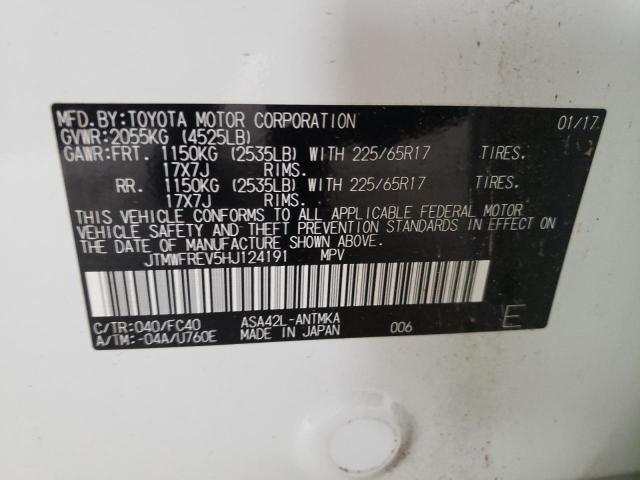 MFD.BY:TOYOTA MOTOR CORPORATION 01/17
GVWR:2055KG (4525LB)
GAWR:FRT. 1150KG (2535LB) WITH 225/65R17 TIRES.
17X7J RIMS.
RR. 1150KG (2535LB) WITH 225/65R17 TIRES.
17X7J RIMS.
THIS VEHICLE CONFORMS TO ALL APPLICABLE FEDERAL MOTOR
VEHICLE SAFETY AND THEFT PREVENTION STANDARDS IN EFFECT ON
THE DATE OF MANUFACTURE SHOWN ABOVE.
JTMWFREV5HJ124191 MPV
C/TR:040/FC40 ASA42L-ANTMKA 006 E
A/TM:-04A/U760E MADE IN JAPAN